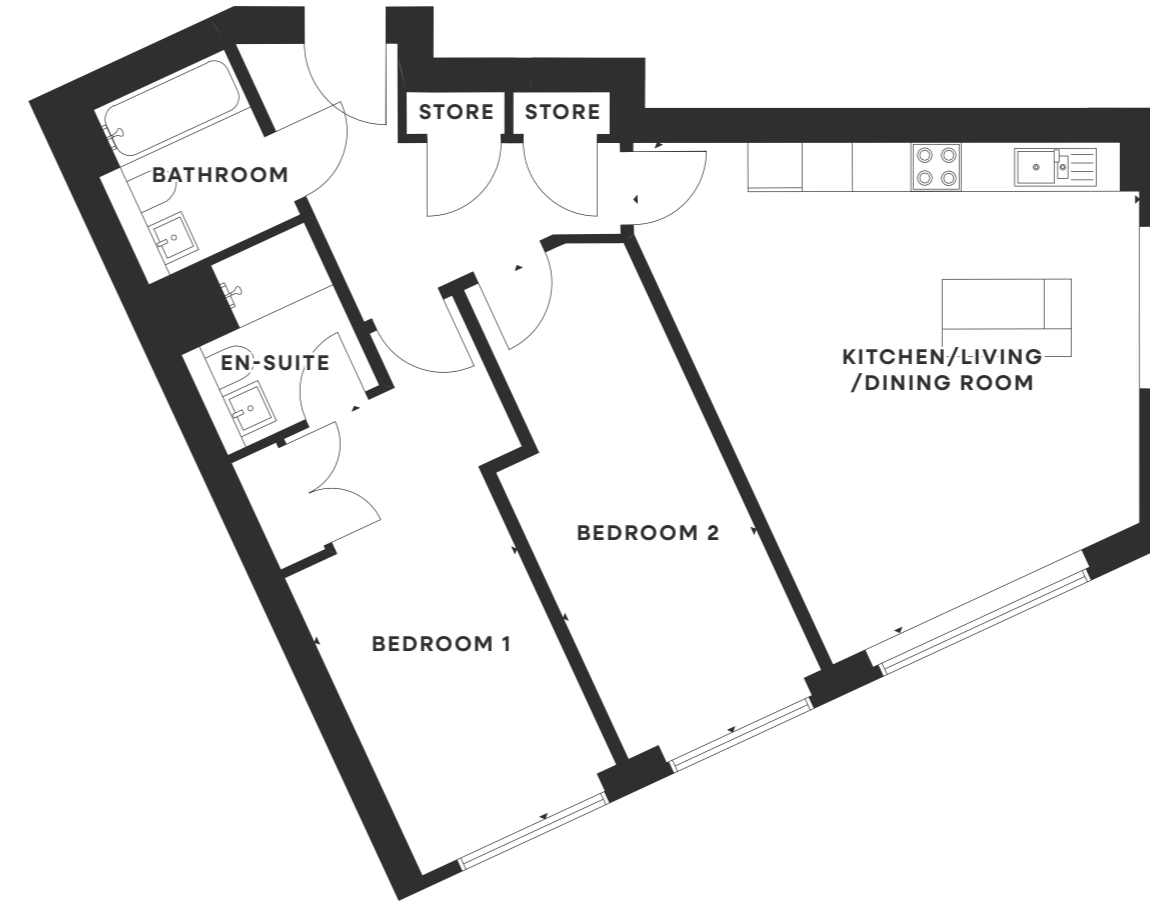 STORE
STORE
BATHROOM
EN-SUITE
KITCHEN/LIVING
/DINING ROOM
BEDROOM 2
BEDROOM 1